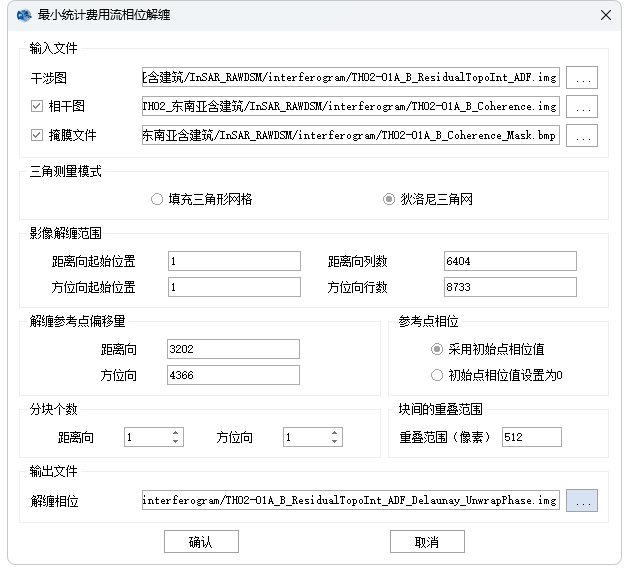 最小统计费用流相位解缠
输入文件
干涉图 含建筑/InSAR_RAWDSM/interferogram/TH02-01A_B_ResidualTopoInt_ADF.img ...
相干图 TH02_东南亚含建筑/InSAR_RAWDSM/interferogram/TH02-01A_B_Coherence.img ...
掩膜文件 东南亚含建筑/InSAR_RAWDSM/interferogram/TH02-01A_B_Coherence_Mask.bmp ...
三角测量模式
填充三角形网格 狄洛尼三角网
影像解缠范围
距离向起始位置 1 距离向列数 6404
方位向起始位置 1 方位向行数 8733
解缠参考点偏移量 参考点相位
距离向 3202 采用初始点相位值
方位向 4366 初始点相位值设置为0
分块个数 块间的重叠范围
距离向 1 方位向 1 重叠范围（像素） 512
输出文件
解缠相位 interferogram/TH02-01A_B_ResidualTopoInt_ADF_Delaunay_UnwrapPhase.img ...
确认 取消